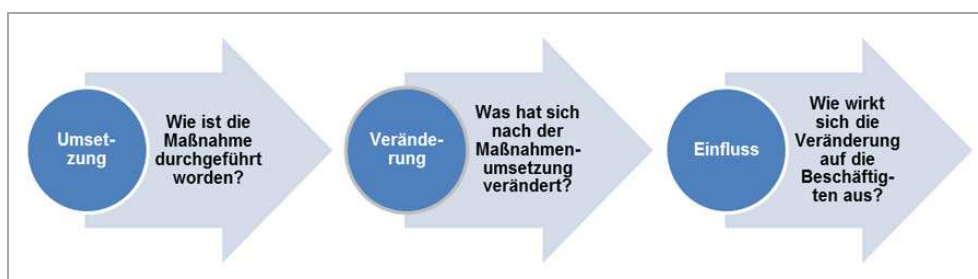 Umset-
zung
Wie ist die
Maßnahme
durchgeführt
worden?
Verände-
rung
Was hat sich
nach der
Maßnahmen-
umsetzung
verändert?
Einfluss
Wie wirkt
sich die
Veränderung
auf die
Beschäftig-
ten aus?